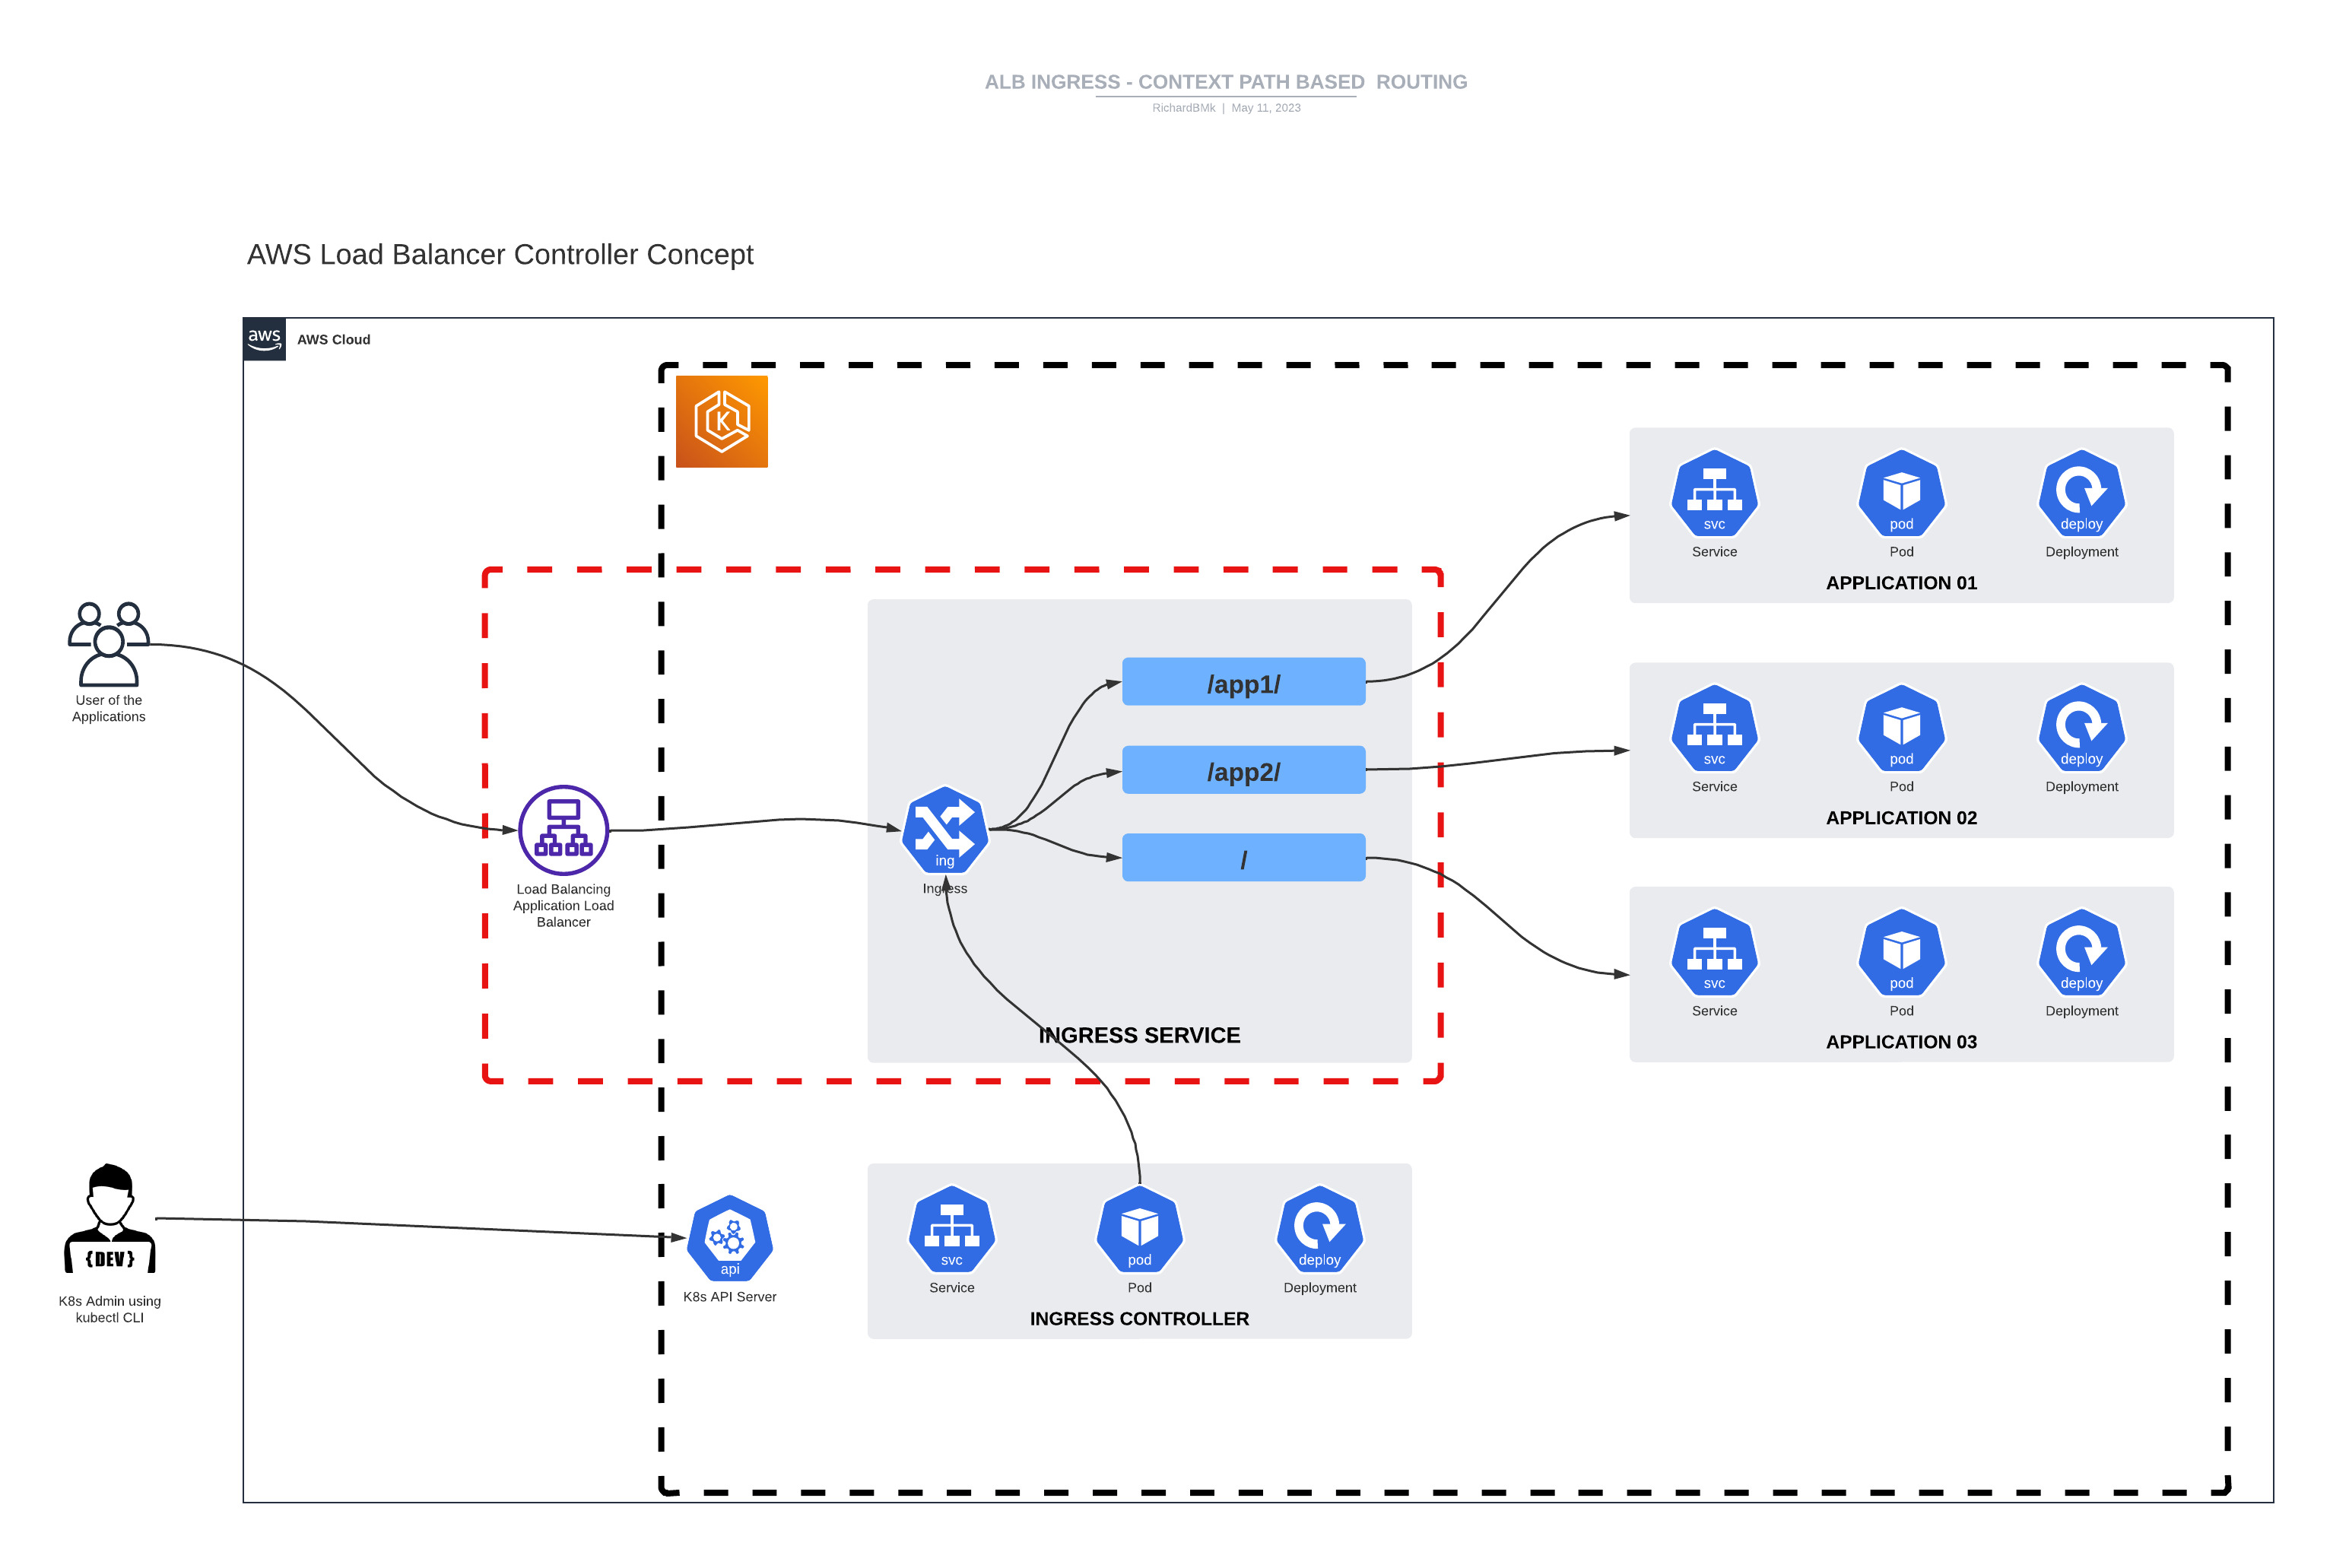 ALB INGRESS - CONTEXT PATH BASED  ROUTING
RichardBMk | May 11, 2023
AWS Load Balancer Controller Concept
aws
AWS Cloud
K
svc
pod
deploy
Service
Pod
Deployment
APPLICATION 01
User of the
Applications
/app1/
/app2/
/
svc
pod
deploy
Service
Pod
Deployment
APPLICATION 02
ing
Ingress
Load Balancing
Application Load
Balancer
svc
pod
deploy
Service
Pod
Deployment
APPLICATION 03
INGRESS SERVICE
{DEV}
K8s Admin using
kubectl CLI
api
K8s API Server
svc
pod
deploy
Service
Pod
Deployment
INGRESS CONTROLLER